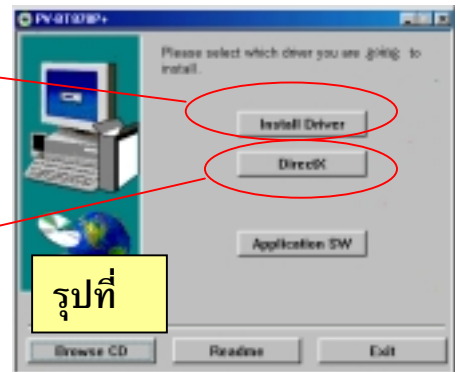 PV-BT878P+
Please select which driver you are going to
install.
Install Driver
DirectX
Application SW
รุปที่
Browse CD
Readme
Exit